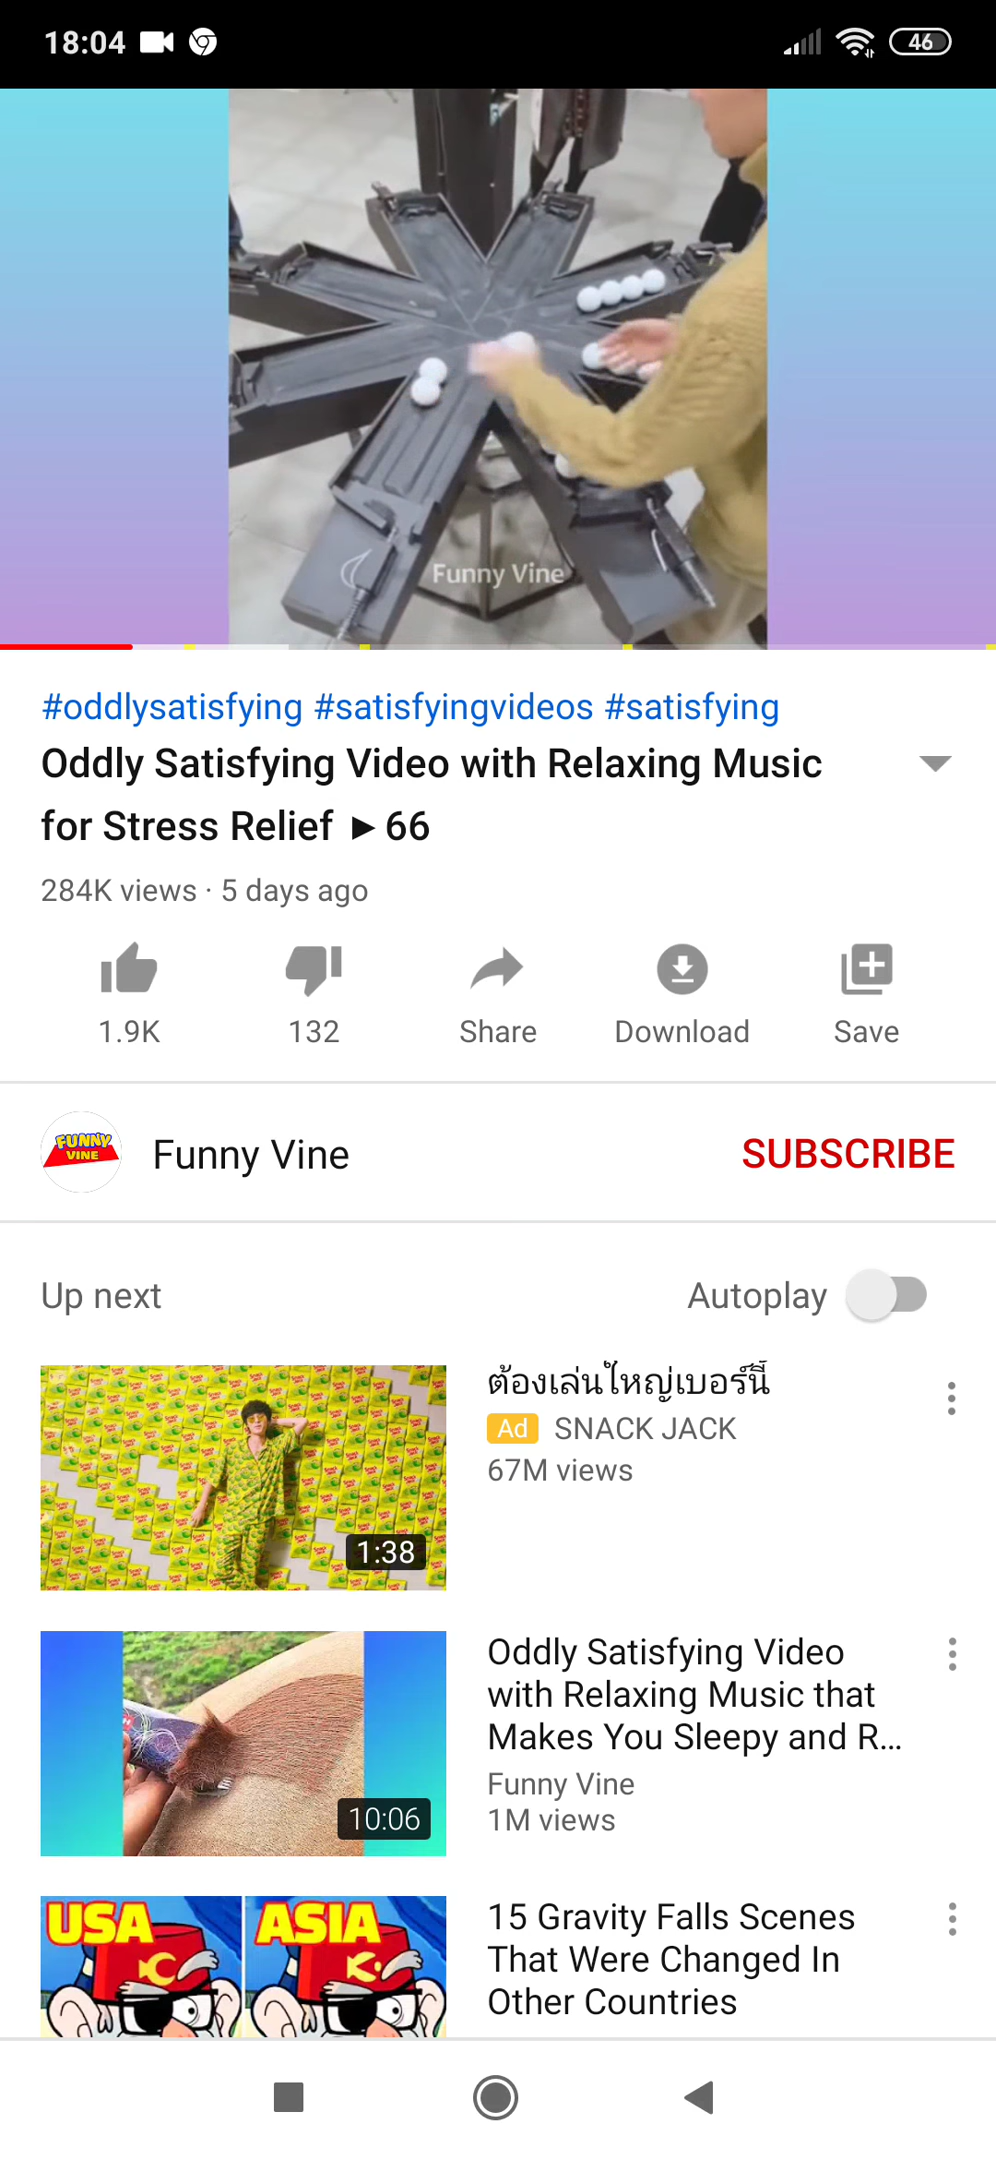 18:04
46
Funny Vine
#oddlysatisfying #satisfyingvideos #satisfying
Oddly Satisfying Video with Relaxing Music
for Stress Relief ►66
284K views · 5 days ago
1.9K
132
Share
Download
Save
FUNNY
VINE
Funny Vine
SUBSCRIBE
Up next
Autoplay
1:38
ต้องเล่นใหญ่เบอร์นี้
Ad SNACK JACK
67M views
10:06
Oddly Satisfying Video
with Relaxing Music that
Makes You Sleepy and R...
Funny Vine
1M views
USA
ASIA
15 Gravity Falls Scenes
That Were Changed In
Other Countries